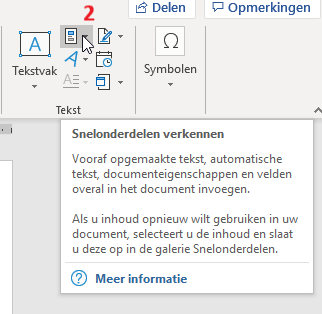 2
Delen
Opmerkingen
A
Ω
Tekstvak
A
Symbolen
Tekst
Snelonderdelen verkennen
Vooraf opgemaakte tekst, automatische
tekst, documenteigenschappen en velden
overal in het document invoegen.
Als u inhoud opnieuw wilt gebruiken in uw
document, selecteert u de inhoud en slaat
u deze op in de galerie Snelonderdelen.
? Meer informatie